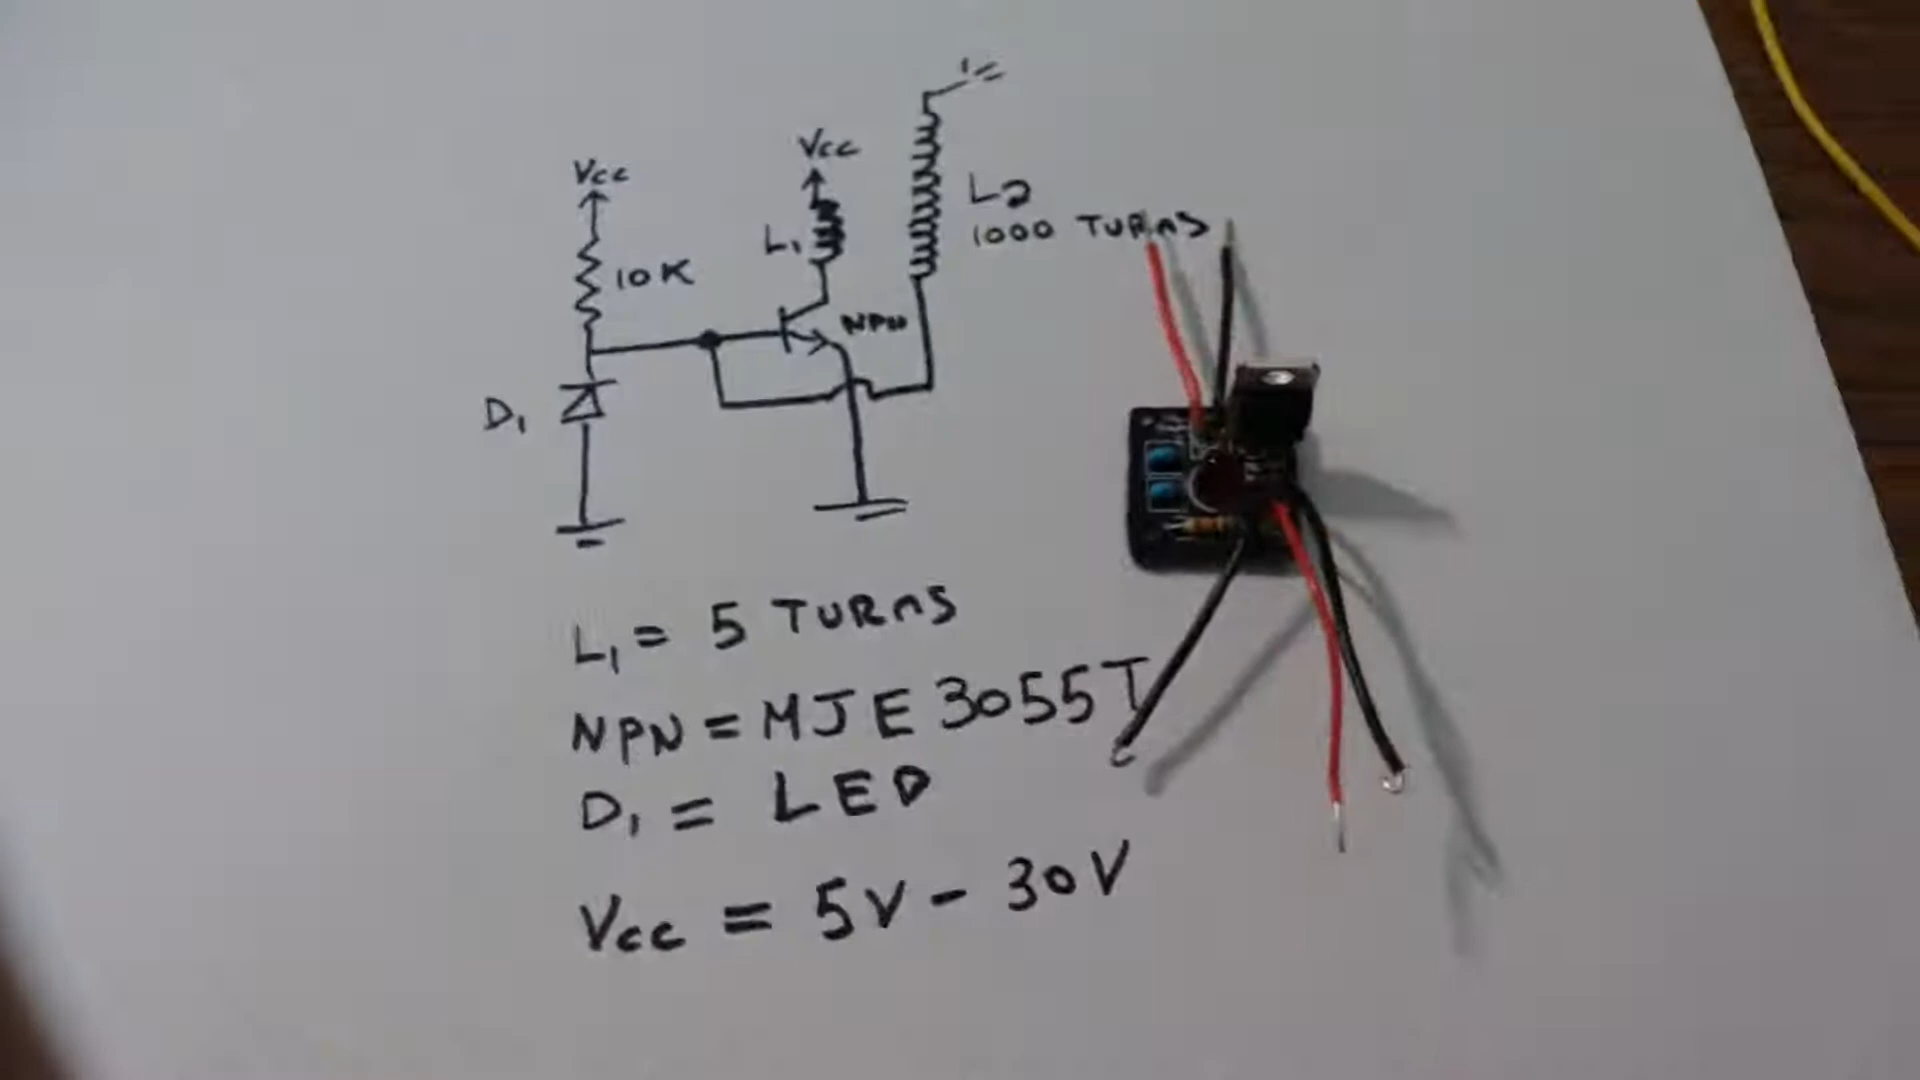 Vcc
Vcc
L2
1000 TURNS
L1
10K
NPN
D1
L1 = 5 TURNS
NPN = MJE 3055T
D1 = LED
Vcc = 5V - 30V